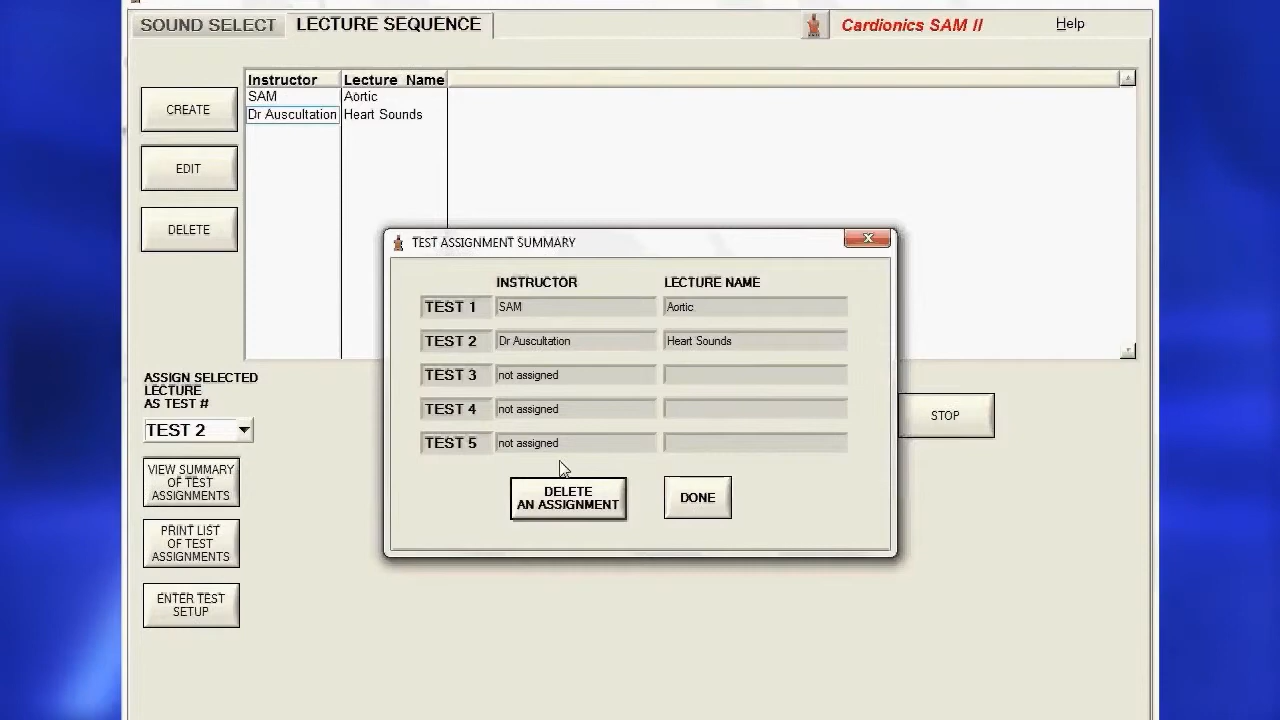 SOUND SELECT
LECTURE SEQUENCE
Cardionics SAM II
Help
Instructor
Lecture Name
SAM
Aortic
Dr Auscultation
Heart Sounds
CREATE
EDIT
DELETE
TEST ASSIGNMENT SUMMARY
INSTRUCTOR
LECTURE NAME
TEST 1
SAM
Aortic
TEST 2
Dr Auscultation
Heart Sounds
TEST 3
not assigned
TEST 4
not assigned
TEST 5
not assigned
DELETE
AN ASSIGNMENT
DONE
STOP
ASSIGN SELECTED
LECTURE
AS TEST #
TEST 2
VIEW SUMMARY
OF TEST
ASSIGNMENTS
PRINT LIST
OF TEST
ASSIGNMENTS
ENTER TEST
SETUP